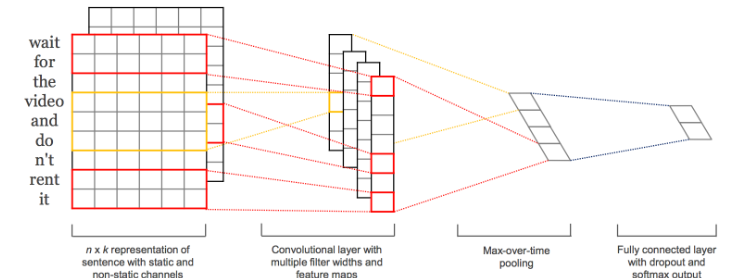 wait
for
the
video
and
do
n't
rent
it
n x k representation of
sentence with static and
non-static channels
Convolutional layer with
multiple filter widths and
feature maps
Max-over-time
pooling
Fully connected layer
with dropout and
softmax output